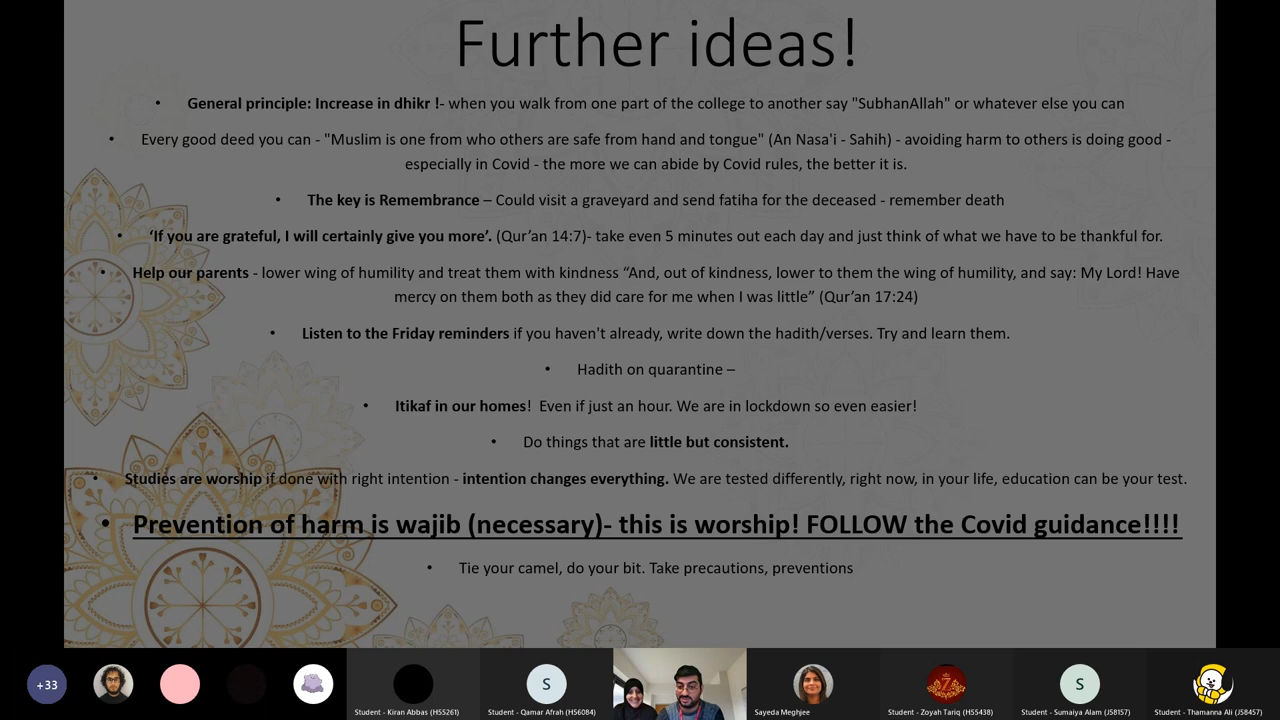 Further ideas!
• General principle: Increase in dhikr !- when you walk from one part of the college to another say "SubhanAllah" or whatever else you can
• Every good deed you can - "Muslim is one from who others are safe from hand and tongue" (An Nasa'i - Sahih) - avoiding harm to others is doing good -
especially in Covid - the more we can abide by Covid rules, the better it is.
• The key is Remembrance – Could visit a graveyard and send fatiha for the deceased - remember death
• ‘If you are grateful, I will certainly give you more’. (Qur’an 14:7)- take even 5 minutes out each day and just think of what we have to be thankful for.
• Help our parents - lower wing of humility and treat them with kindness “And, out of kindness, lower to them the wing of humility, and say: My Lord! Have
mercy on them both as they did care for me when I was little” (Qur’an 17:24)
• Listen to the Friday reminders if you haven't already, write down the hadith/verses. Try and learn them.
• Hadith on quarantine –
• Itikaf in our homes! Even if just an hour. We are in lockdown so even easier!
• Do things that are little but consistent.
• Studies are worship if done with right intention - intention changes everything. We are tested differently, right now, in your life, education can be your test.
• Prevention of harm is wajib (necessary)- this is worship! FOLLOW the Covid guidance!!!!
• Tie your camel, do your bit. Take precautions, preventions
+33
S
Z
S
Student - Kiran Abbas (H55261)
Student - Qamar Afrah (H56084)
Sayeda Meghjee
Student - Zoyah Tariq (H55438)
Student - Sumaiya Alam (J58157)
Student - Thamanna Ali (J58457)